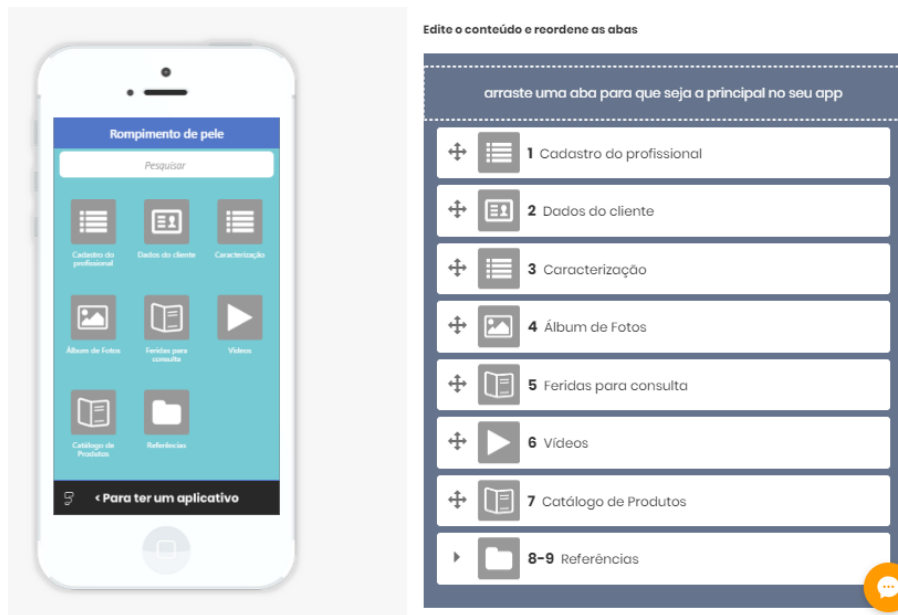 Rompimento de pele
Pesquisar
Cadastro do
profissional
Dados do cliente
Caracterização
Álbum de Fotos
Feridas para
consulta
Vídeos
Catálogo de
Produtos
Referências
< Para ter um aplicativo
Edite o conteúdo e reordene as abas
arraste uma aba para que seja a principal no seu app
1 Cadastro do profissional
2 Dados do cliente
3 Caracterização
4 Álbum de Fotos
5 Feridas para consulta
6 Vídeos
7 Catálogo de Produtos
8-9 Referências